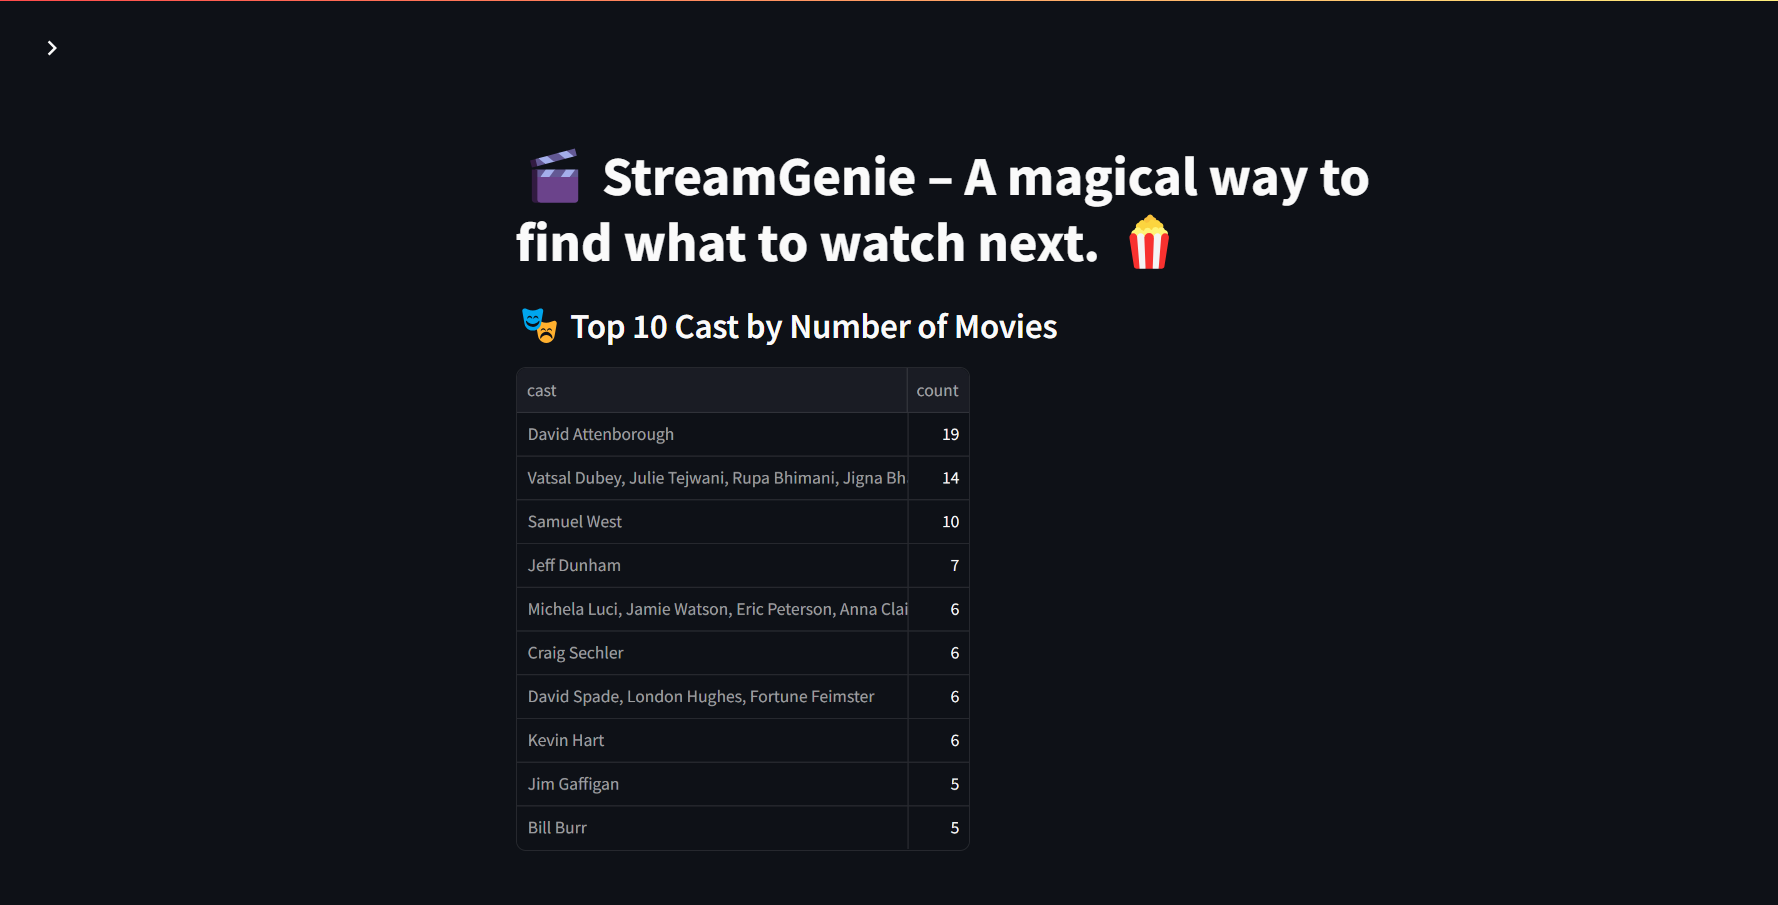 StreamGenie – A magical way to
find what to watch next.
Top 10 Cast by Number of Movies
cast count
David Attenborough 19
Vatsal Dubey, Julie Tejwani, Rupa Bhimani, Jigna Bh 14
Samuel West 10
Jeff Dunham 7
Michela Luci, Jamie Watson, Eric Peterson, Anna Clai 6
Craig Sechler 6
David Spade, London Hughes, Fortune Feimster 6
Kevin Hart 6
Jim Gaffigan 5
Bill Burr 5